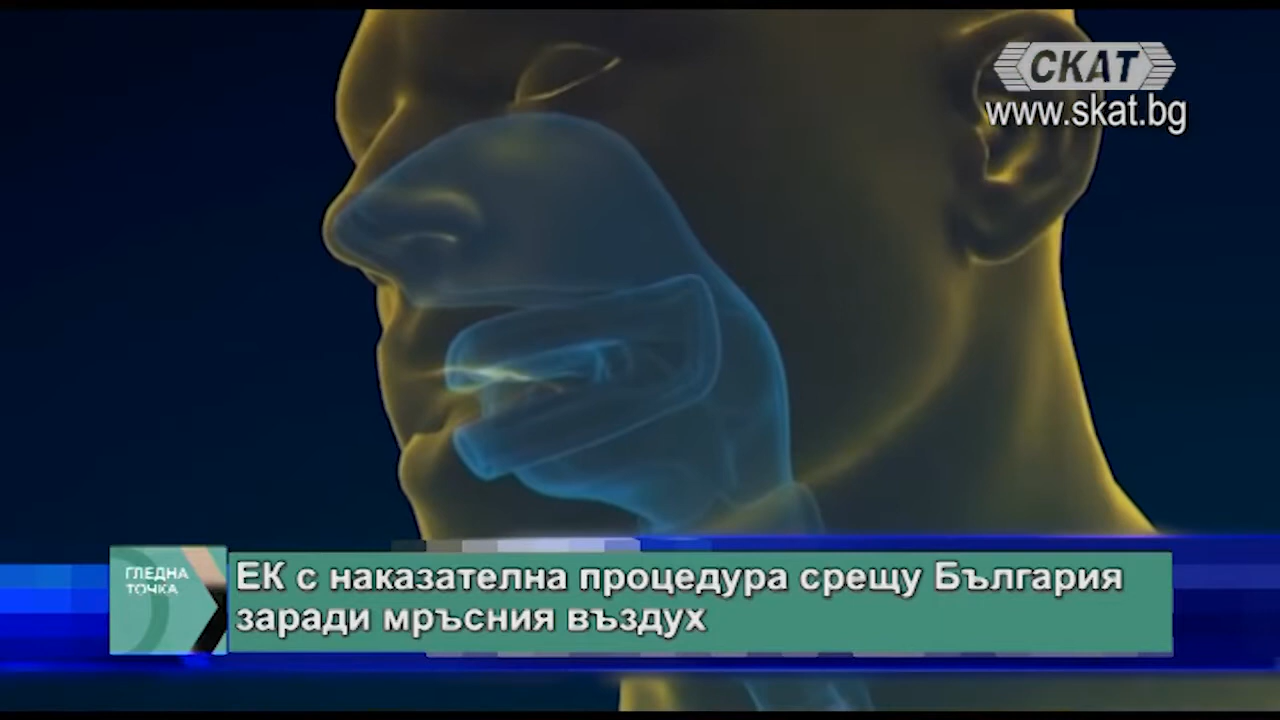 СКАТ
www.skat.bg
ГЛЕДНА
ТОЧКА
ЕК с наказателна процедура срещу България
заради мръсния въздух